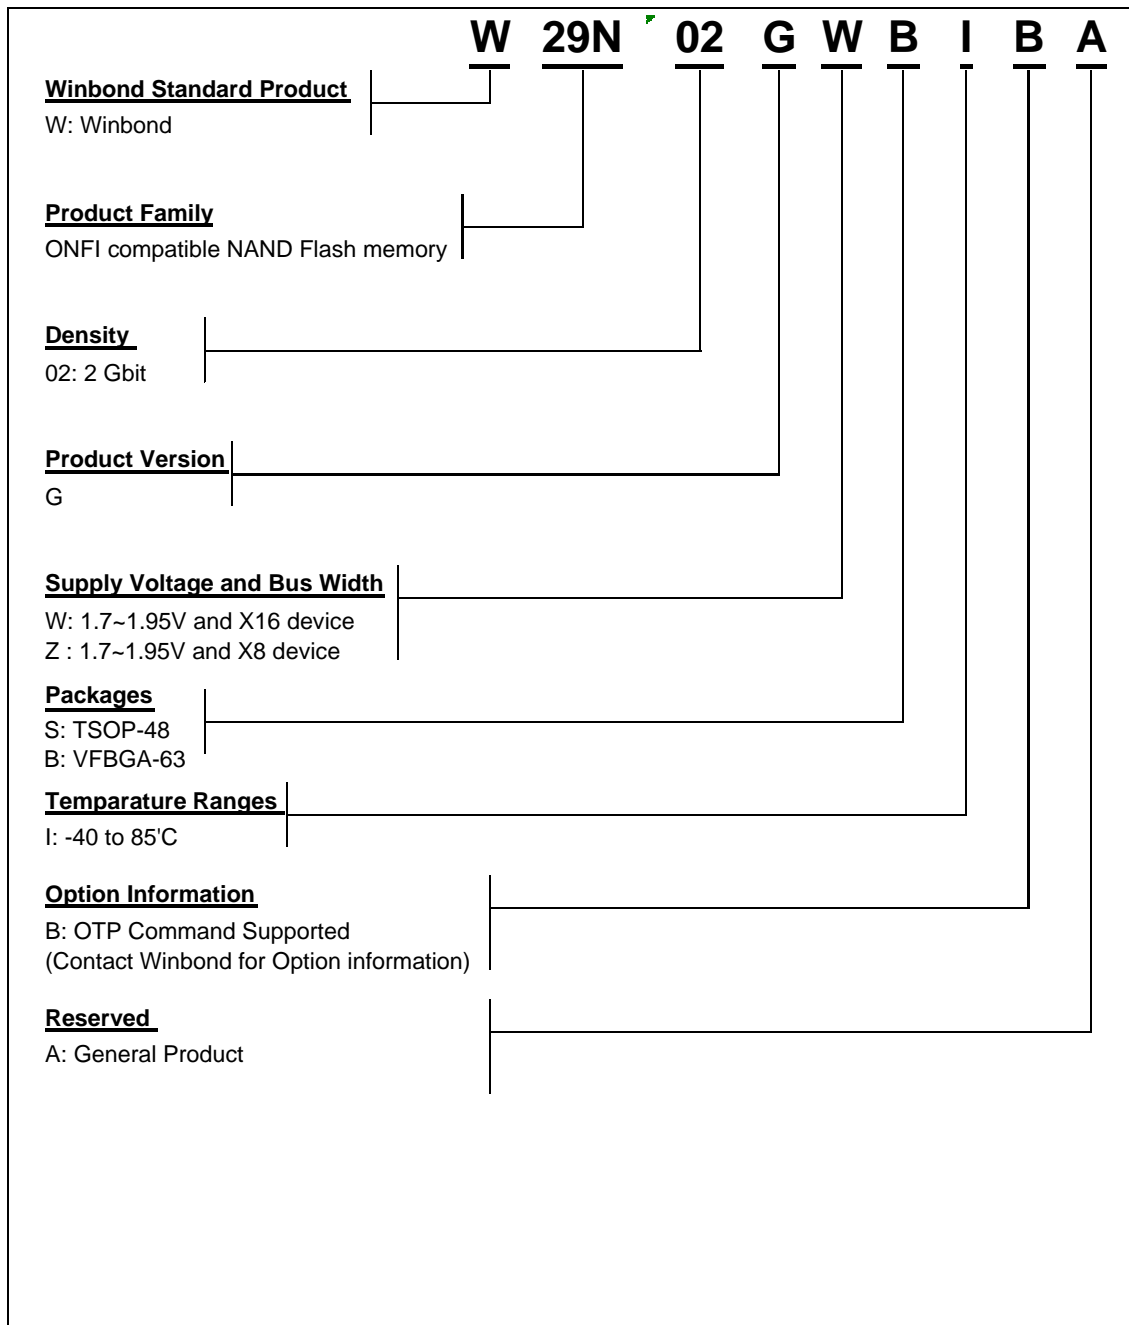 W 29N 02 G W B I B A
Winbond Standard Product
W: Winbond
Product Family
ONFI compatible NAND Flash memory
Density
02: 2 Gbit
Product Version
G
Supply Voltage and Bus Width
W: 1.7~1.95V and X16 device
Z : 1.7~1.95V and X8 device
Packages
S: TSOP-48
B: VFBGA-63
Temparature Ranges
I: -40 to 85'C
Option Information
B: OTP Command Supported
(Contact Winbond for Option information)
Reserved
A: General Product